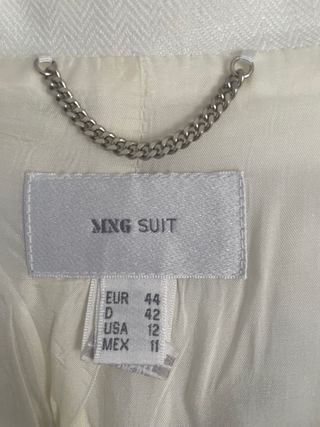 MNG SUIT
EUR 44
D 42
USA 12
MEX 11